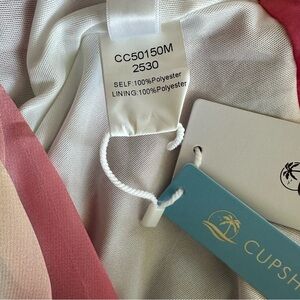 CC50150M
2530
SELF:100%Polyester
LINING:100%Polyester
CUPSH